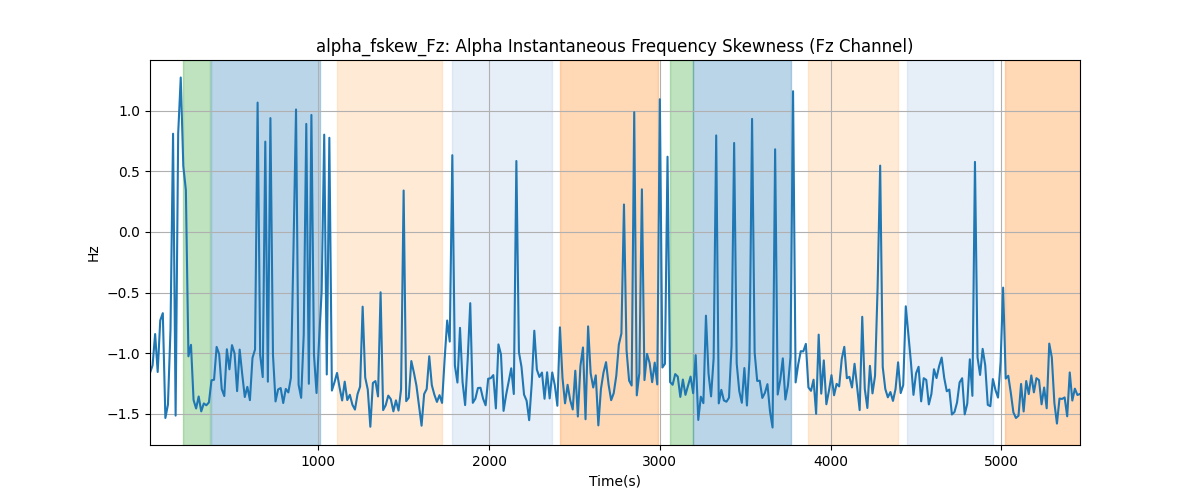 alpha_fskew_Fz: Alpha Instantaneous Frequency Skewness (Fz Channel)
1.0
0.5
0.0
−0.5
−1.0
−1.5
Hz
1000 2000 3000 4000 5000
Time(s)